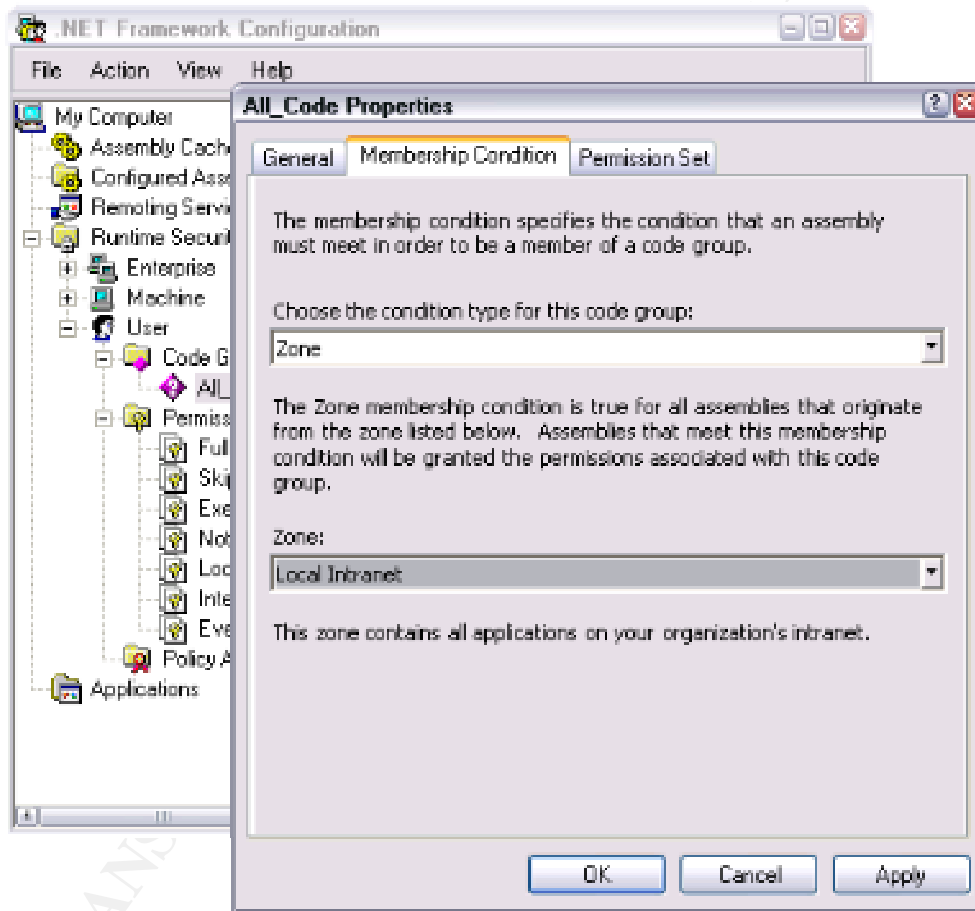 .NET Framework Configuration
File Action View Help
My Computer
Assembly Cach
Configured Asse
Remoting Servi
Runtime Securit
Enterprise
Machine
User
Code G
All_
Permiss
Full
Skip
Exe
Not
Loc
Inte
Eve
Policy A
Applications
All_Code Properties
General Membership Condition Permission Set
The membership condition specifies the condition that an assembly
must meet in order to be a member of a code group.
Choose the condition type for this code group:
Zone
The Zone membership condition is true for all assemblies that originate
from the zone listed below. Assemblies that meet this membership
condition will be granted the permissions associated with this code
group.
Zone:
Local Intranet
This zone contains all applications on your organization's intranet.
OK Cancel Apply